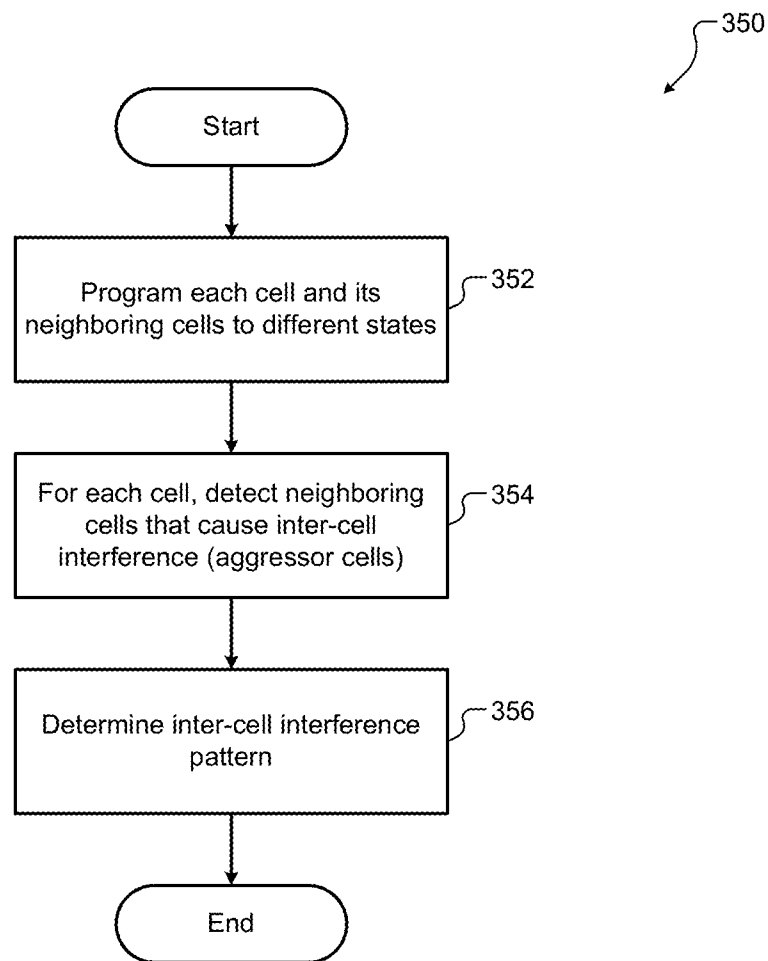 350
Start
Program each cell and its
neighboring cells to different states
352
For each cell, detect neighboring
cells that cause inter-cell
interference (aggressor cells)
354
Determine inter-cell interference
pattern
356
End